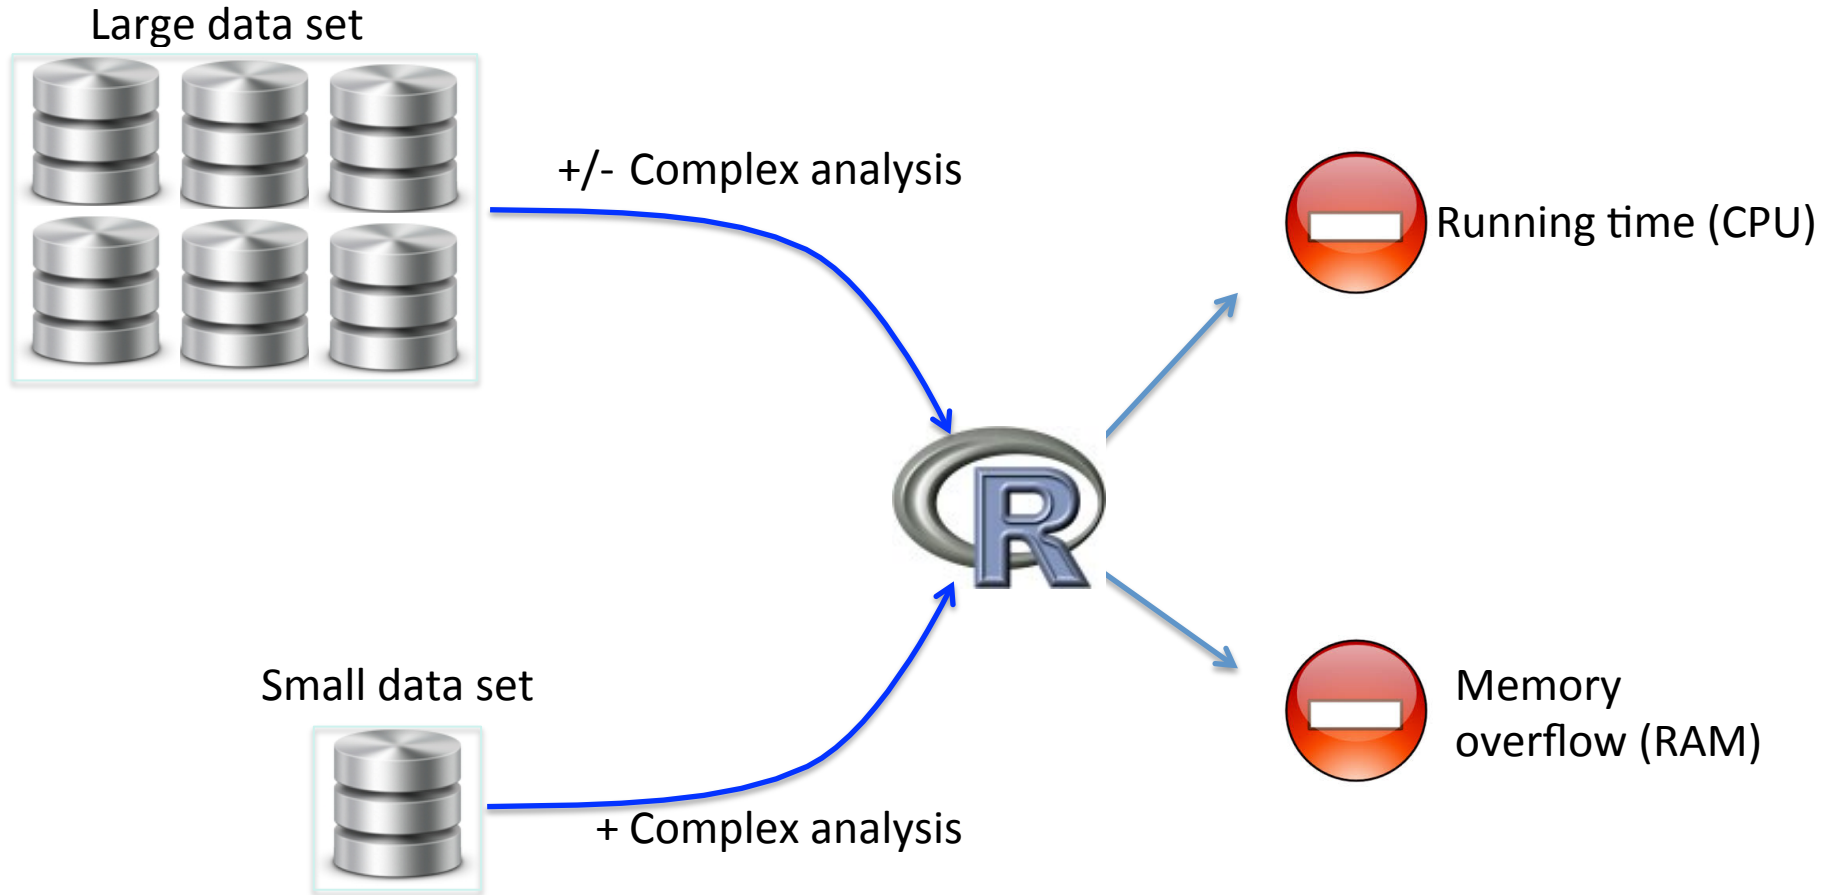 Large data set
+/- Complex analysis
Running time (CPU)
R
Small data set
Memory
overflow (RAM)
+ Complex analysis